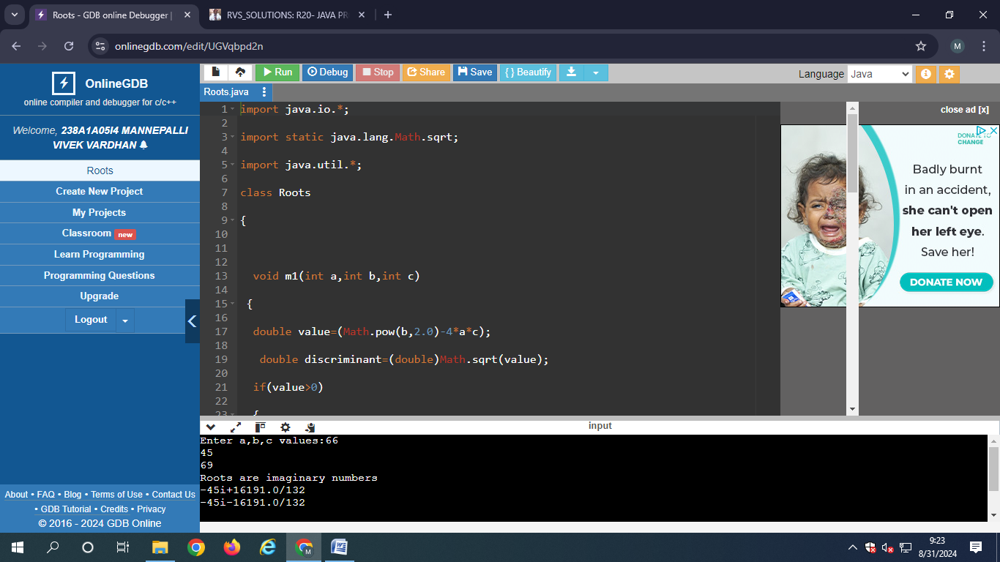 Roots - GDB online Debugger |
RVS_SOLUTIONS: R20- JAVA PR
onlinegdb.com/edit/UGVqbpd2n
M
OnlineGDB
online compiler and debugger for c/c++
Welcome, 238A1A05I4 MANNEPALLI
VIVEK VARDHAN
Roots
Create New Project
My Projects
Classroom new
Learn Programming
Programming Questions
Upgrade
Logout
About • FAQ • Blog • Terms of Use • Contact Us
• GDB Tutorial • Credits • Privacy
© 2016 - 2024 GDB Online
Run Debug Stop Share Save { } Beautify
Language Java
Roots.java
1 import java.io.*;
2
3 import static java.lang.Math.sqrt;
4
5 import java.util.*;
6
7 class Roots
8
9 {
10
11
12
13 void m1(int a,int b,int c)
14
15 {
16
17 double value=(Math.pow(b,2.0)-4*a*c);
18
19 double discriminant=(double)Math.sqrt(value);
20
21 if(value>0)
22
23 {
close ad [x]
DONATE TO
CHANGE
Badly burnt
in an accident,
she can't open
her left eye.
Save her!
DONATE NOW
input
Enter a,b,c values:66
45
69
Roots are imaginary numbers
-45i+16191.0/132
-45i-16191.0/132
M
9:23
8/31/2024